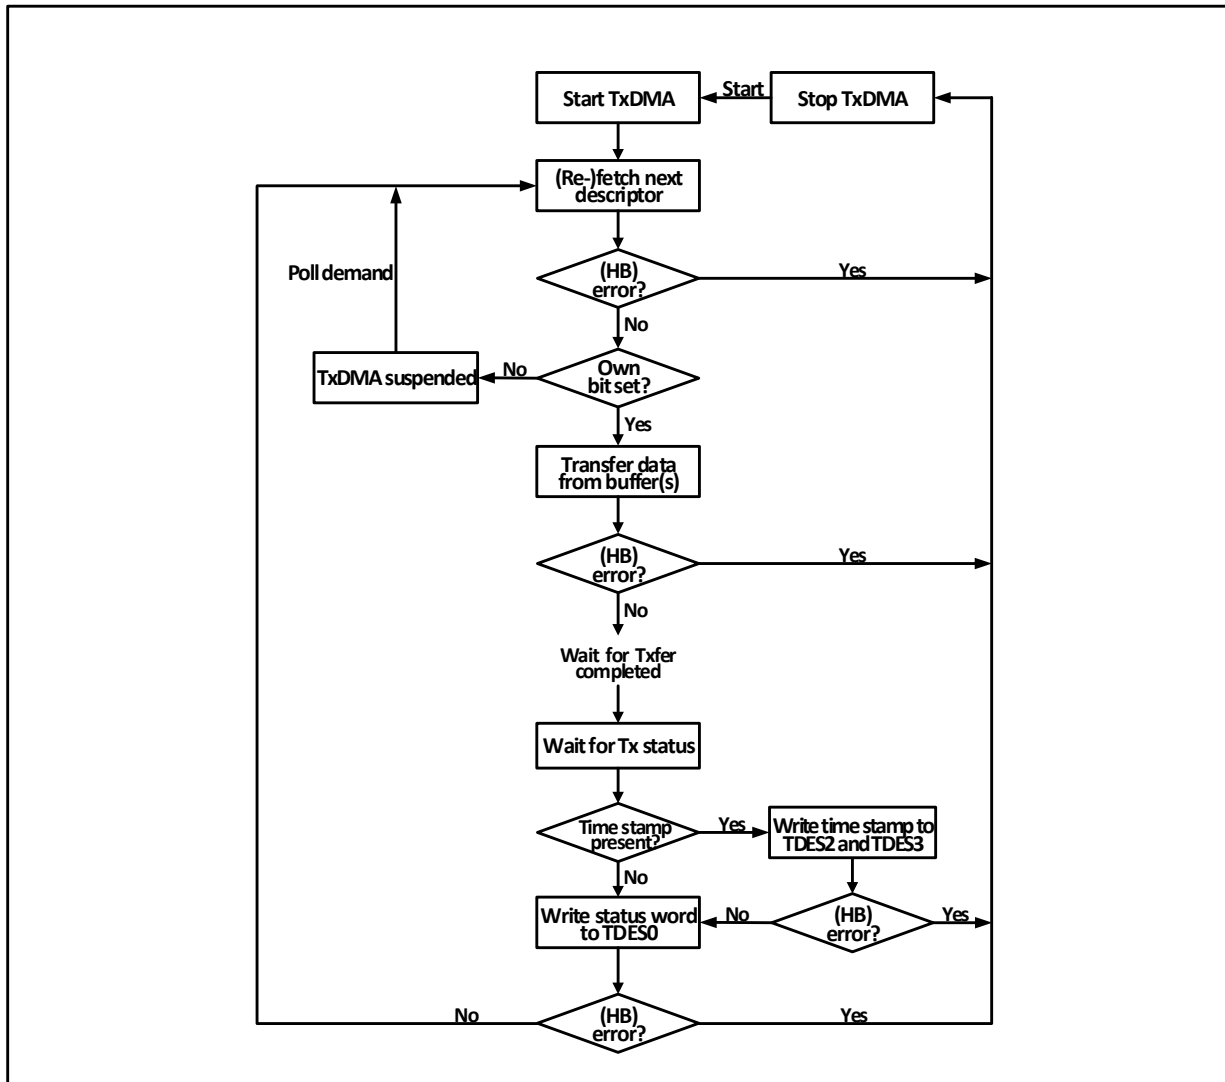 Start TxDMA
Start
Stop TxDMA
(Re-)fetch next
descriptor
Poll demand
(HB)
error?
Yes
No
TxDMA suspended
No
Own
bit set?
Yes
Transfer data
from buffer(s)
(HB)
error?
Yes
No
Wait for Txfer
completed
Wait for Tx status
Time stamp
present?
Yes
Write time stamp to
TDES2 and TDES3
No
Write status word
to TDES0
No
(HB)
error?
Yes
No
(HB)
error?
Yes